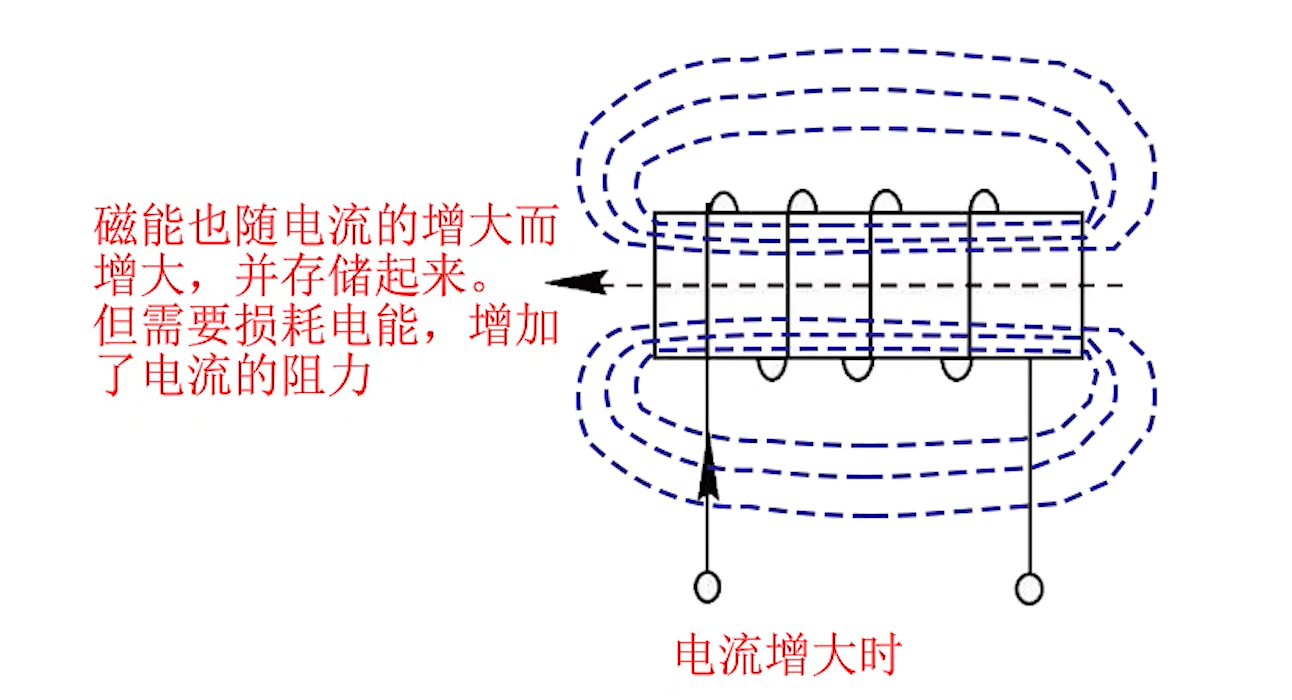 磁能也随电流的增大而
增大，并存储起来。
但需要损耗电能，增加
了电流的阻力
电流增大时